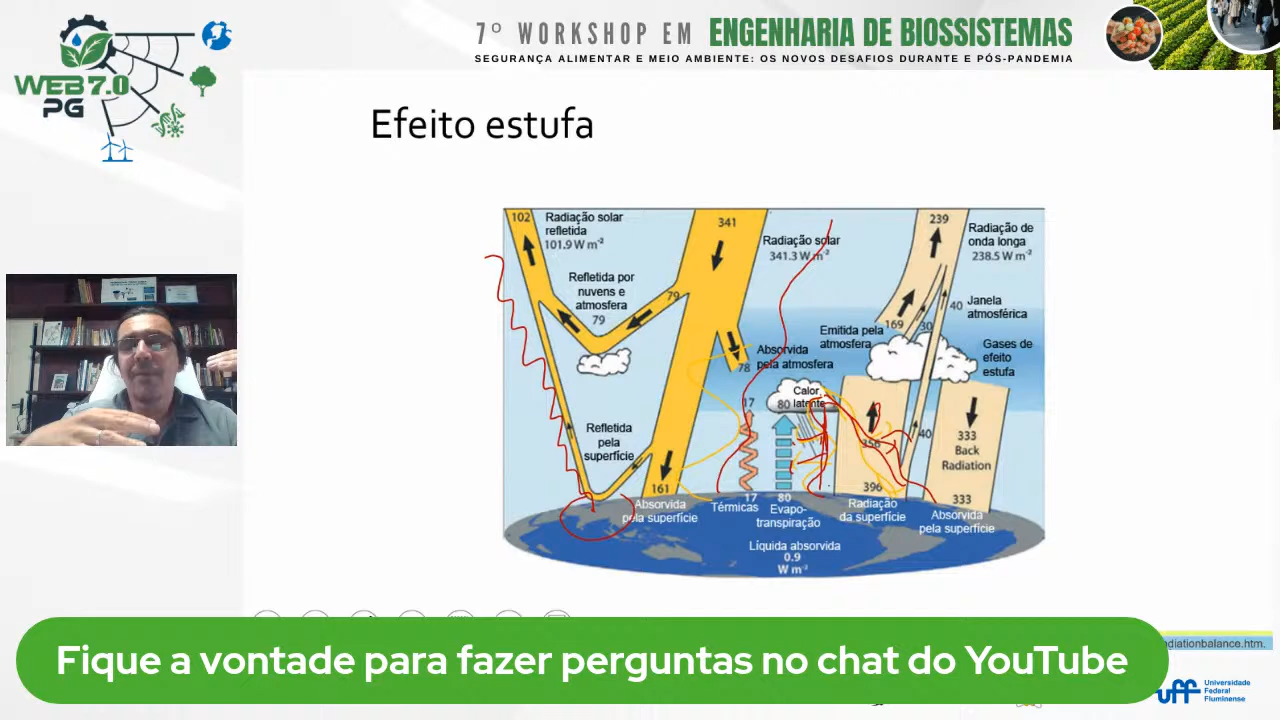 7º WORKSHOP EM ENGENHARIA DE BIOSSISTEMAS
SEGURANÇA ALIMENTAR E MEIO AMBIENTE: OS NOVOS DESAFIOS DURANTE E PÓS-PANDEMIA
WEB 7.0
PG
Efeito estufa
102
Radiação solar
refletida
101.9 W m⁻²
341
Radiação solar
341.3 W m⁻²
239
Radiação de
onda longa
238.5 W m⁻²
Refletida por
nuvens e
atmosfera
79
79
Emitida pela
atmosfera
169
30
40
Janela
atmosférica
Gases de
efeito
estufa
Absorvida
pela atmosfera
78
17
80
Calor
latente
Refletida
pela
superfície
356
40
333
Back
Radiation
161
Absorvida
pela superfície
17
Térmicas
80
Evapo-
transpiração
396
Radiação
da superfície
333
Absorvida
pela superfície
Líquida absorvida
0.9
W m⁻²
diationbalance.htm.
Fique a vontade para fazer perguntas no chat do YouTube
uff
Universidade
Federal
Fluminense